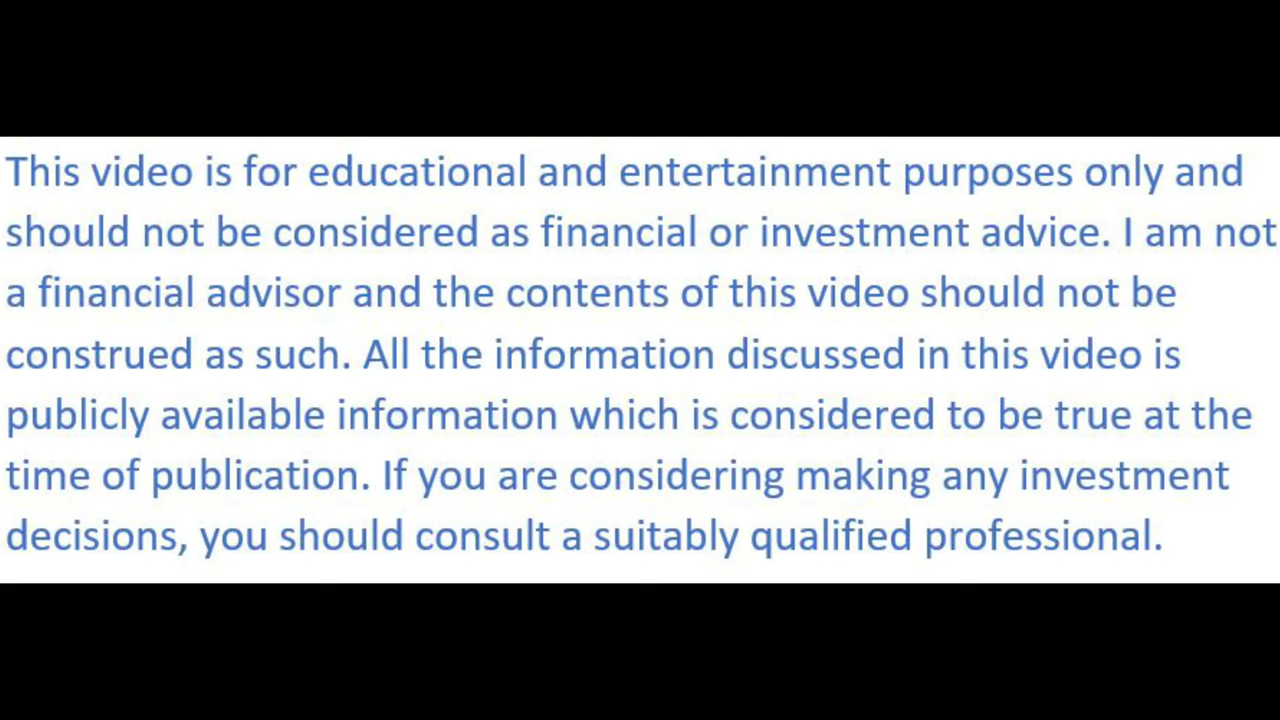 This video is for educational and entertainment purposes only and
should not be considered as financial or investment advice. I am not
a financial advisor and the contents of this video should not be
construed as such. All the information discussed in this video is
publicly available information which is considered to be true at the
time of publication. If you are considering making any investment
decisions, you should consult a suitably qualified professional.